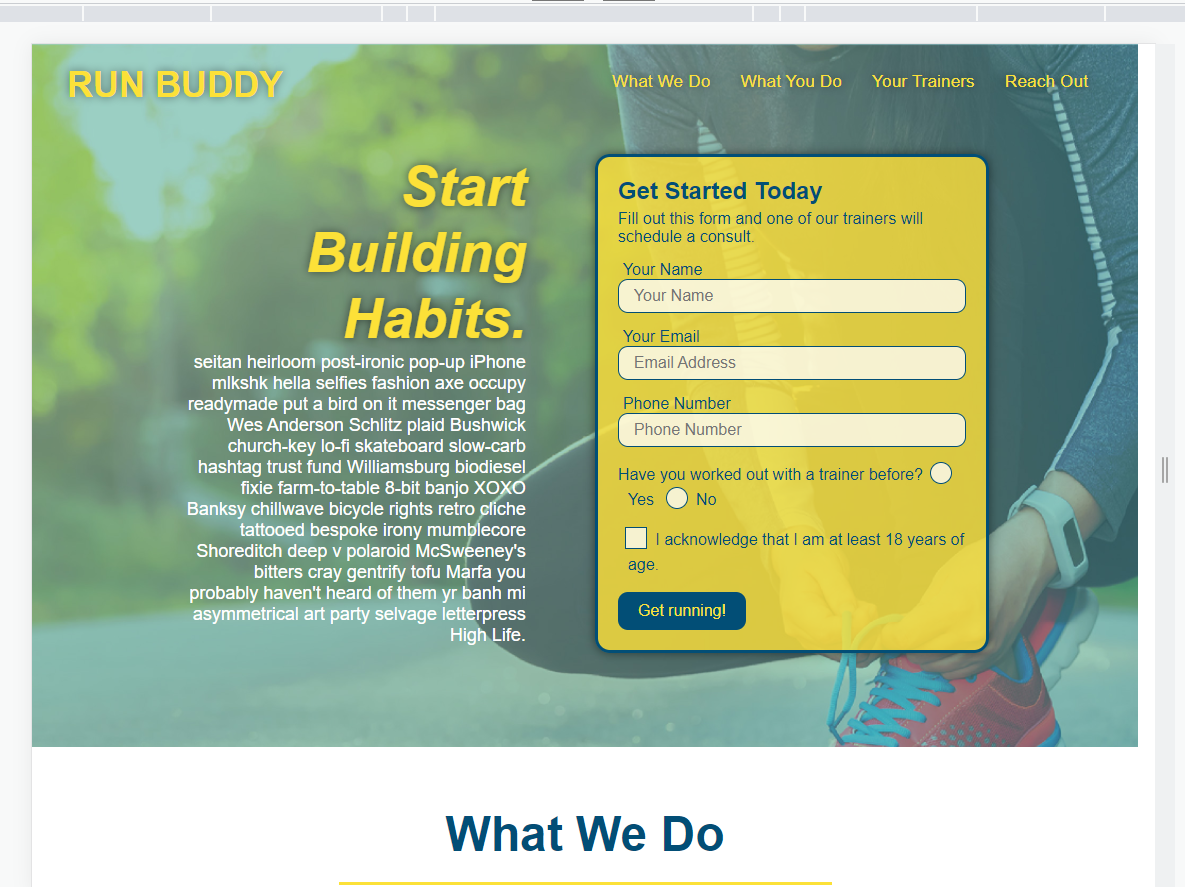 RUN BUDDY
What We Do
What You Do
Your Trainers
Reach Out
Start
Building
Habits.
seitan heirloom post-ironic pop-up iPhone
mlkshk hella selfies fashion axe occupy
readymade put a bird on it messenger bag
Wes Anderson Schlitz plaid Bushwick
church-key lo-fi skateboard slow-carb
hashtag trust fund Williamsburg biodiesel
fixie farm-to-table 8-bit banjo XOXO
Banksy chillwave bicycle rights retro cliche
tattooed bespoke irony mumblecore
Shoreditch deep v polaroid McSweeney's
bitters cray gentrify tofu Marfa you
probably haven't heard of them yr banh mi
asymmetrical art party selvage letterpress
High Life.
Get Started Today
Fill out this form and one of our trainers will
schedule a consult.
Your Name
Your Name
Your Email
Email Address
Phone Number
Phone Number
Have you worked out with a trainer before?
Yes No
I acknowledge that I am at least 18 years of
age.
Get running!
What We Do